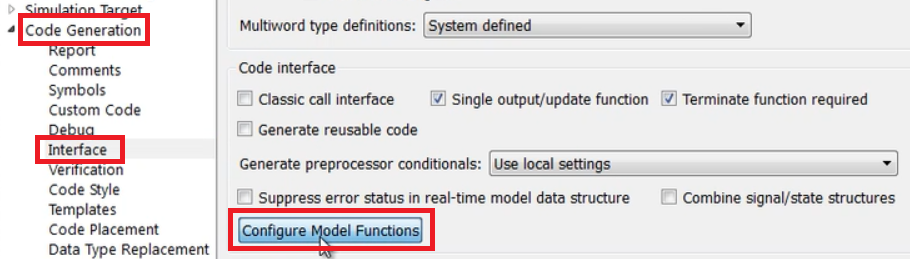 Simulation Target
Code Generation
Report
Comments
Symbols
Custom Code
Debug
Interface
Verification
Code Style
Templates
Code Placement
Data Type Replacement
Multiword type definitions: System defined
Code interface
Classic call interface Single output/update function Terminate function required
Generate reusable code
Generate preprocessor conditionals: Use local settings
Suppress error status in real-time model data structure Combine signal/state structures
Configure Model Functions